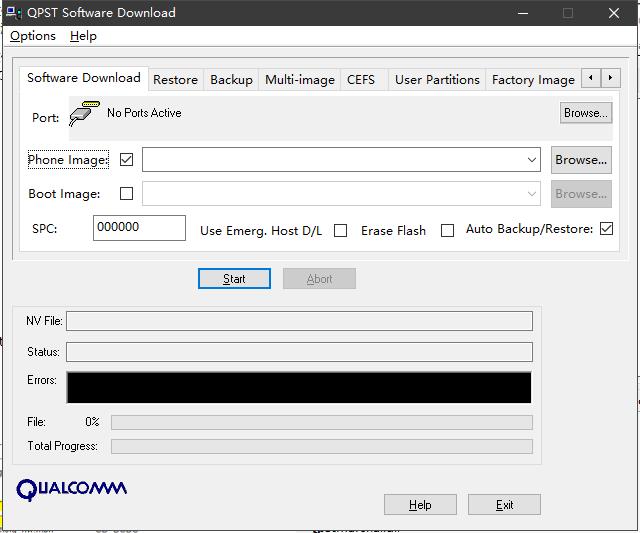 QPST Software Download
Options Help
Software Download Restore Backup Multi-image CEFS User Partitions Factory Image
Port: No Ports Active Browse...
Phone Image: Browse...
Boot Image: Browse...
SPC: 000000 Use Emerg. Host D/L Erase Flash Auto Backup/Restore:
Start Abort
NV File:
Status:
Errors:
File: 0%
Total Progress:
QUALCOMM
Help Exit